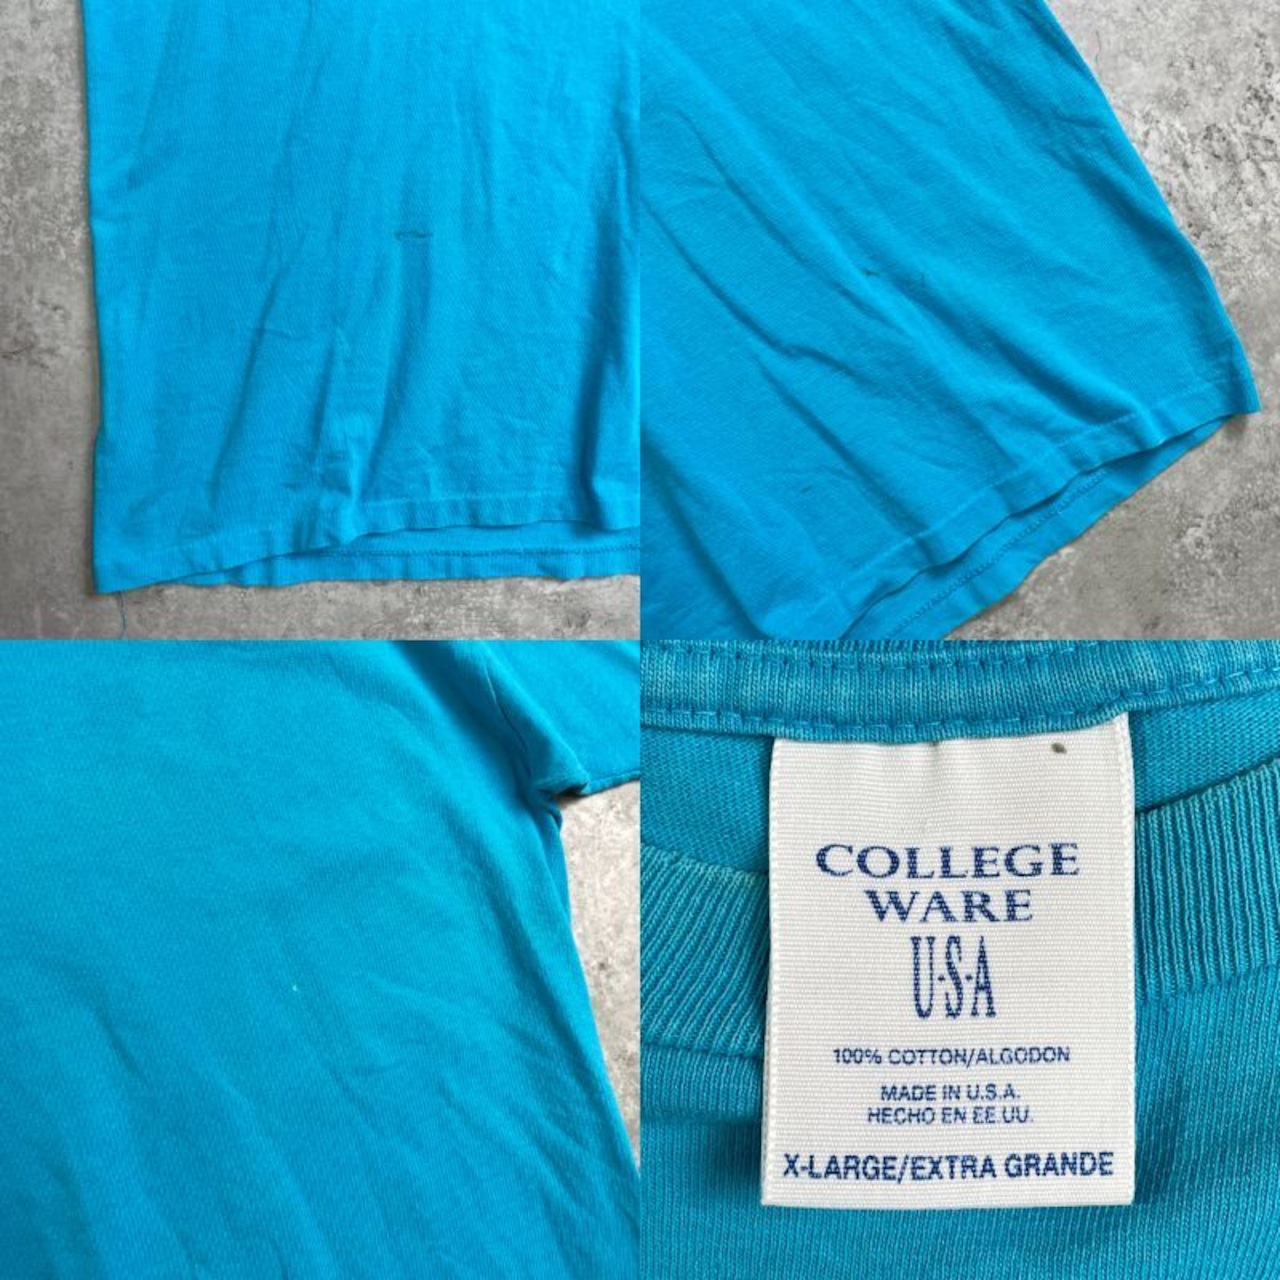 COLLEGE
WARE
U·S·A
100% COTTON/ALGODON
MADE IN U.S.A.
HECHO EN EE.UU.
X-LARGE/EXTRA GRANDE